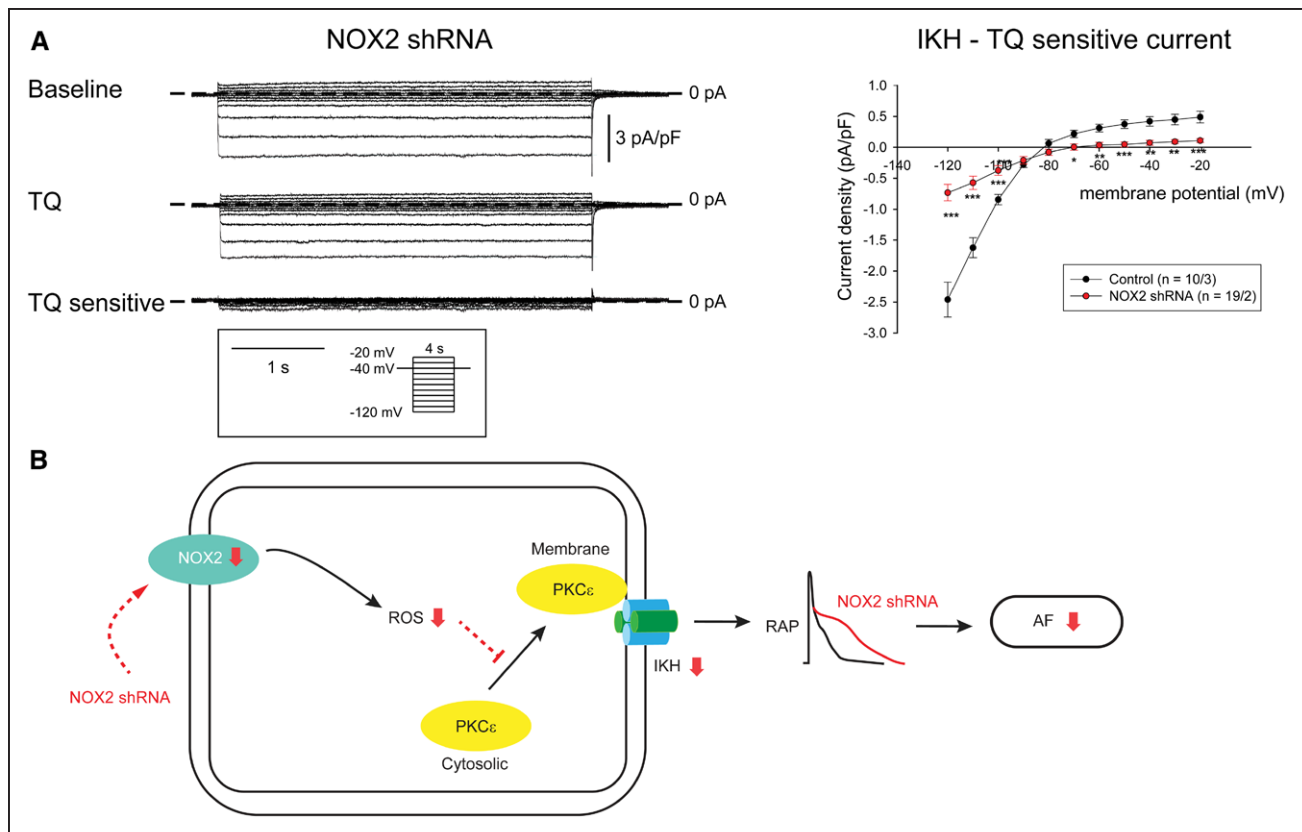 A
NOX2 shRNA
Baseline
0 pA
3 pA/pF
TQ
0 pA
TQ sensitive
0 pA
1 s
-20 mV
4 s
-40 mV
-120 mV
IKH - TQ sensitive current
Current density (pA/pF)
1.0
0.5
0.0
-0.5
-1.0
-1.5
-2.0
-2.5
-3.0
-140 -120 -100 -80 -60 -40 -20
membrane potential (mV)
*** *** *** * ** *** ** ** ***
Control (n = 10/3)
NOX2 shRNA (n = 19/2)
B
NOX2
NOX2 shRNA
ROS
Membrane
PKCε
PKCε
Cytosolic
IKH
RAP
NOX2 shRNA
AF